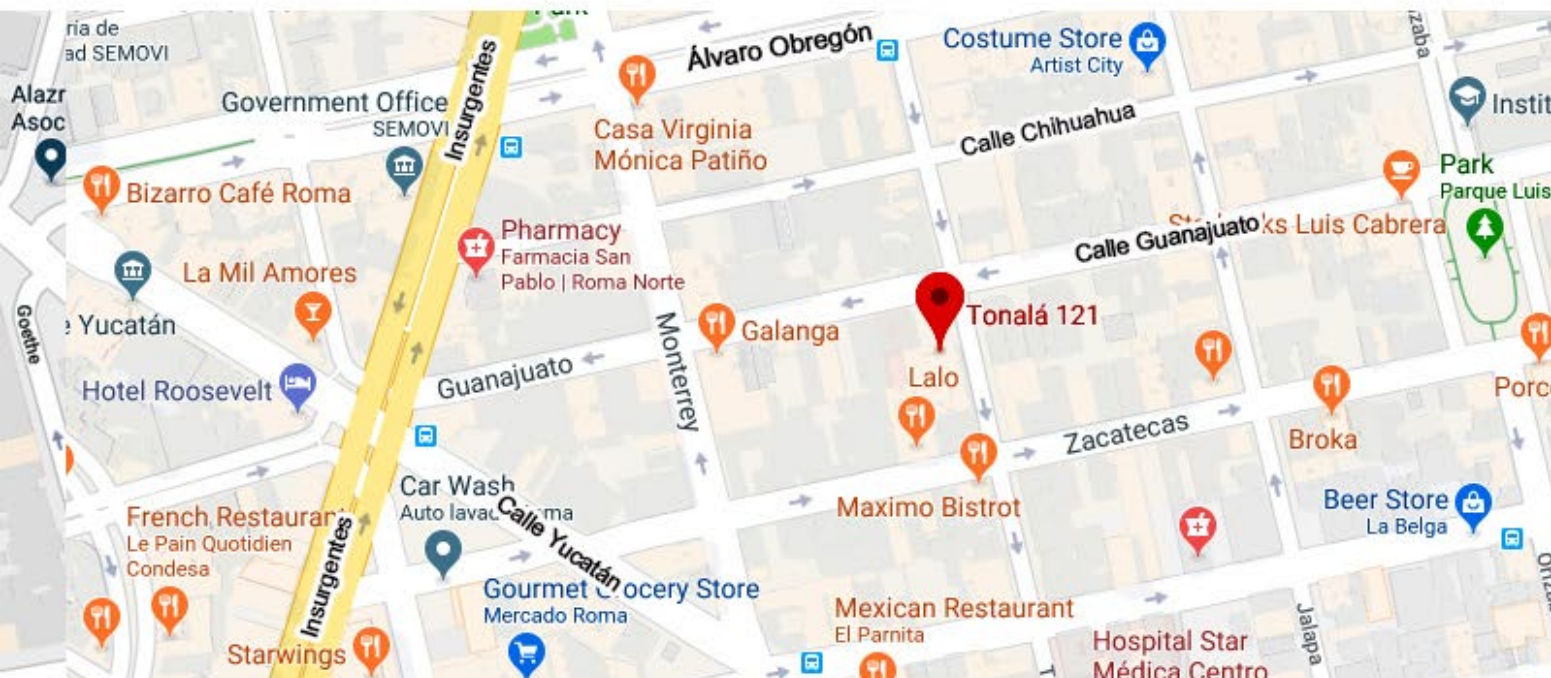 ría de
ad SEMOVI
Alazr
Asoc
Government Office
SEMOVI
Insurgentes
Álvaro Obregón
Costume Store
Artist City
Casa Virginia
Mónica Patiño
Calle Chihuahua
Instit
Park
Parque Luis
Bizarro Café Roma
Pharmacy
Farmacia San
Pablo | Roma Norte
Calle Guanajuato
ks Luis Cabrera
La Mil Amores
Goethe
Yucatán
Tonalá 121
Galanga
Monterrey
Guanajuato
Hotel Roosevelt
Lalo
Porc
Zacatecas
Broka
Car Wash
Auto lava
Calle Yucatán
Maximo Bistrot
Beer Store
La Belga
French Restaurant
Le Pain Quotidien
Condesa
Insurgentes
Gourmet Grocery Store
Mercado Roma
Mexican Restaurant
El Parnita
Starwings
Hospital Star
Médica Centro
Jalapa